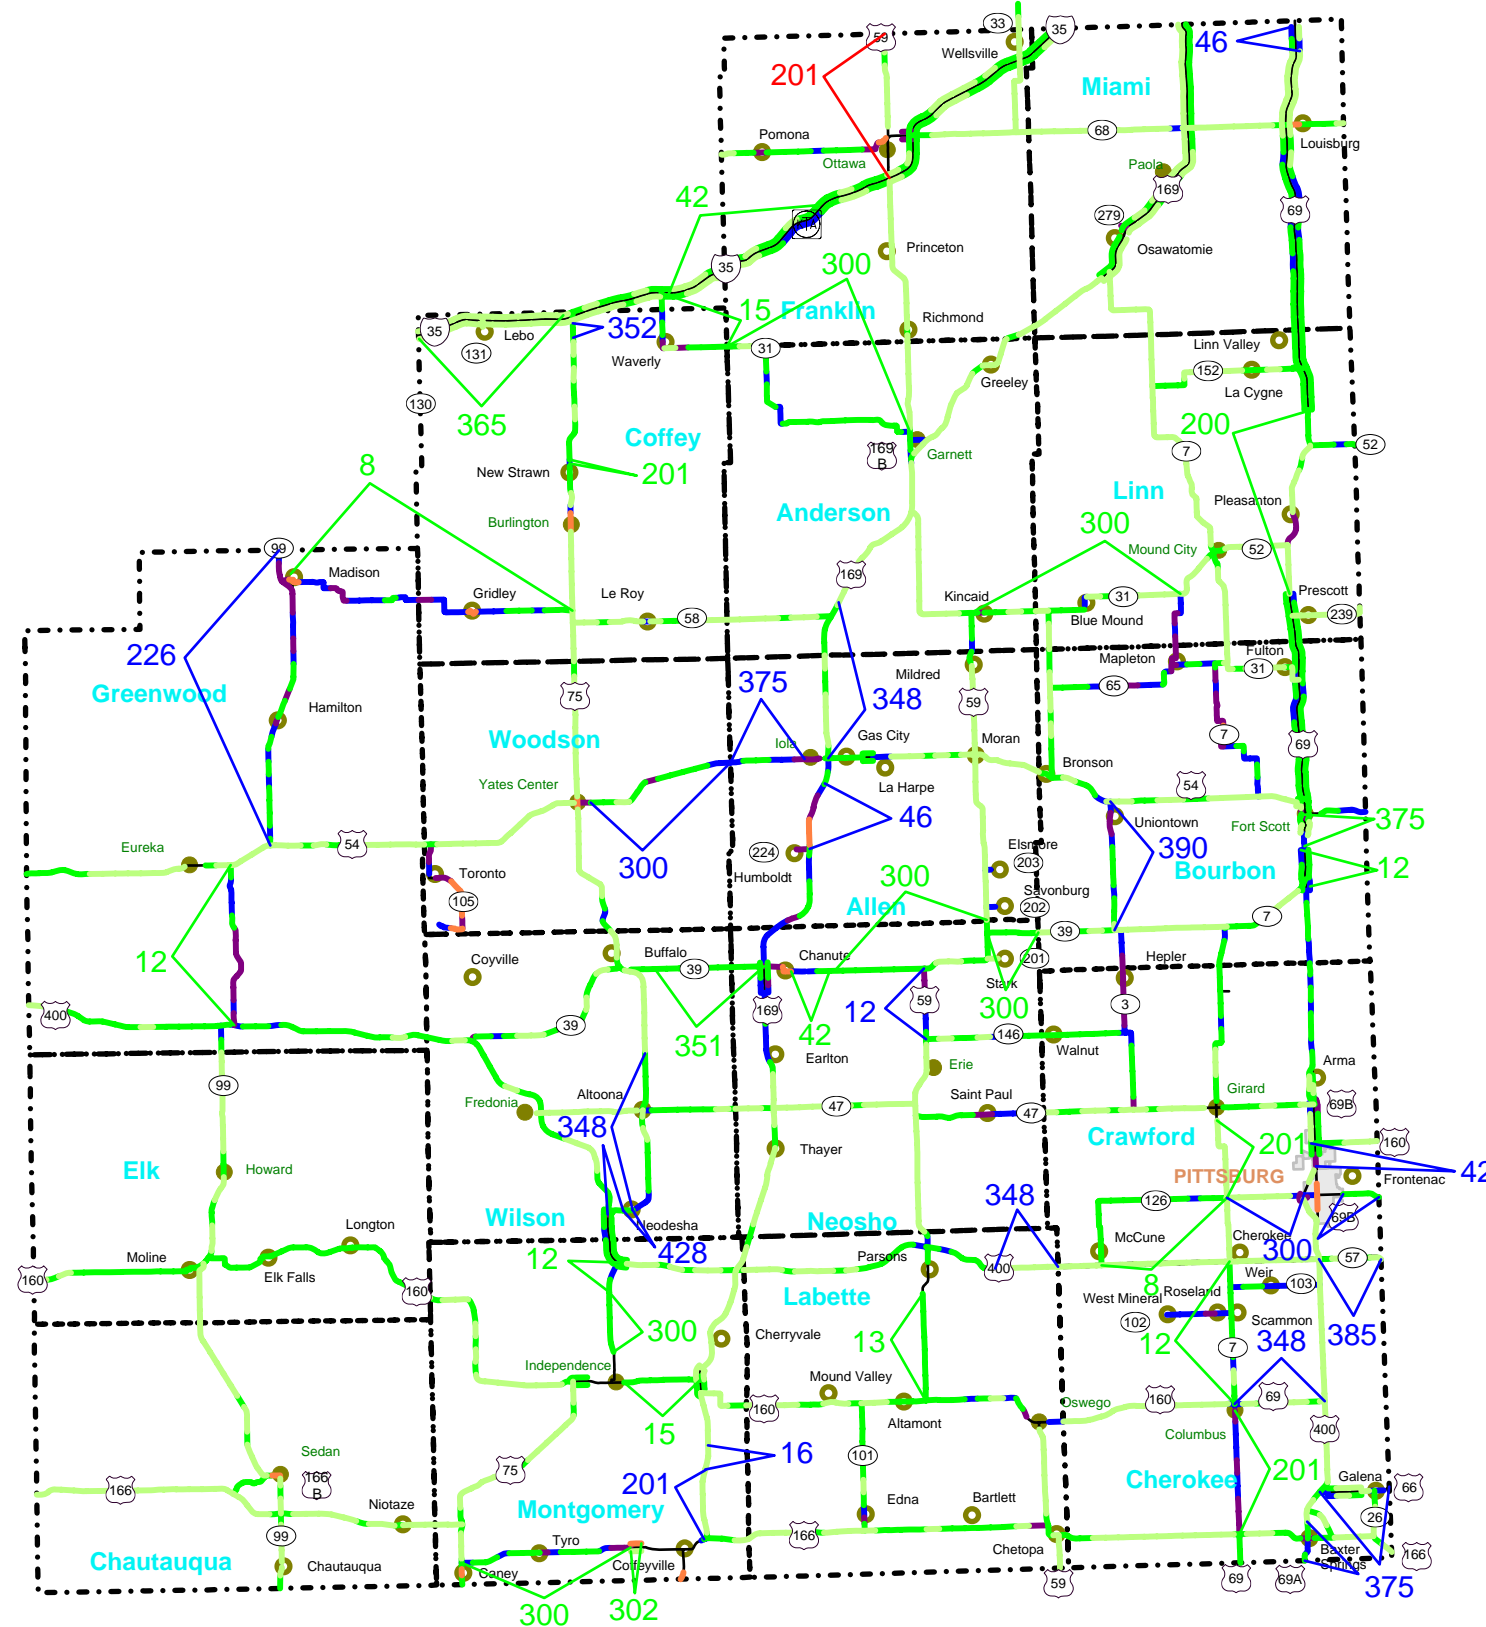 59
33
Wellsville
35
46
201
Miami
Pomona
Ottawa
68
Louisburg
Paola
169
42
69
279
Osawatomie
Princeton
35
300
15
Franklin
Richmond
35
Lebo
131
352
Waverly
31
Linn Valley
152
La Cygne
Greeley
130
365
Coffey
200
169
B
Garnett
52
7
8
New Strawn
201
Linn
Pleasanton
Burlington
Anderson
300
Mound City
52
99
Madison
169
Gridley
Le Roy
58
Kincaid
31
Blue Mound
Prescott
239
226
Mapleton
Fulton
31
Mildred
65
Greenwood
375
348
75
59
Hamilton
Woodson
Iola
Gas City
Moran
7
69
Bronson
Yates Center
La Harpe
54
46
Uniontown
Fort Scott
375
Eureka
54
300
224
Humboldt
Elsmore
203
390
Bourbon
12
Toronto
105
300
Savonburg
202
Allen
7
39
12
Coyville
Buffalo
39
Chanute
201
Stark
Hepler
400
59
12
300
3
169
39
351
42
146
Walnut
Earlton
Erie
Arma
99
Altoona
Girard
Fredonia
47
Saint Paul
47
69B
348
Crawford
201
160
Elk
Howard
Thayer
PITTSBURG
42
Frontenac
348
126
Wilson
Neodesha
Neosho
69B
Longton
McCune
Cherokee
300
Moline
Elk Falls
12
428
Parsons
400
57
160
160
8
Weir
103
Labette
West Mineral
Roseland
102
Scammon
300
Cherryvale
13
12
7
348
385
Independence
Mound Valley
160
Altamont
Oswego
160
69
15
Columbus
400
Sedan
166
B
75
16
101
201
201
Cherokee
Galena
66
166
Montgomery
Edna
Bartlett
Niotaze
26
99
166
Chautauqua
Chautauqua
Tyro
Coffeyville
Chetopa
Baxter
Springs
166
Caney
59
69
69A
375
300
302